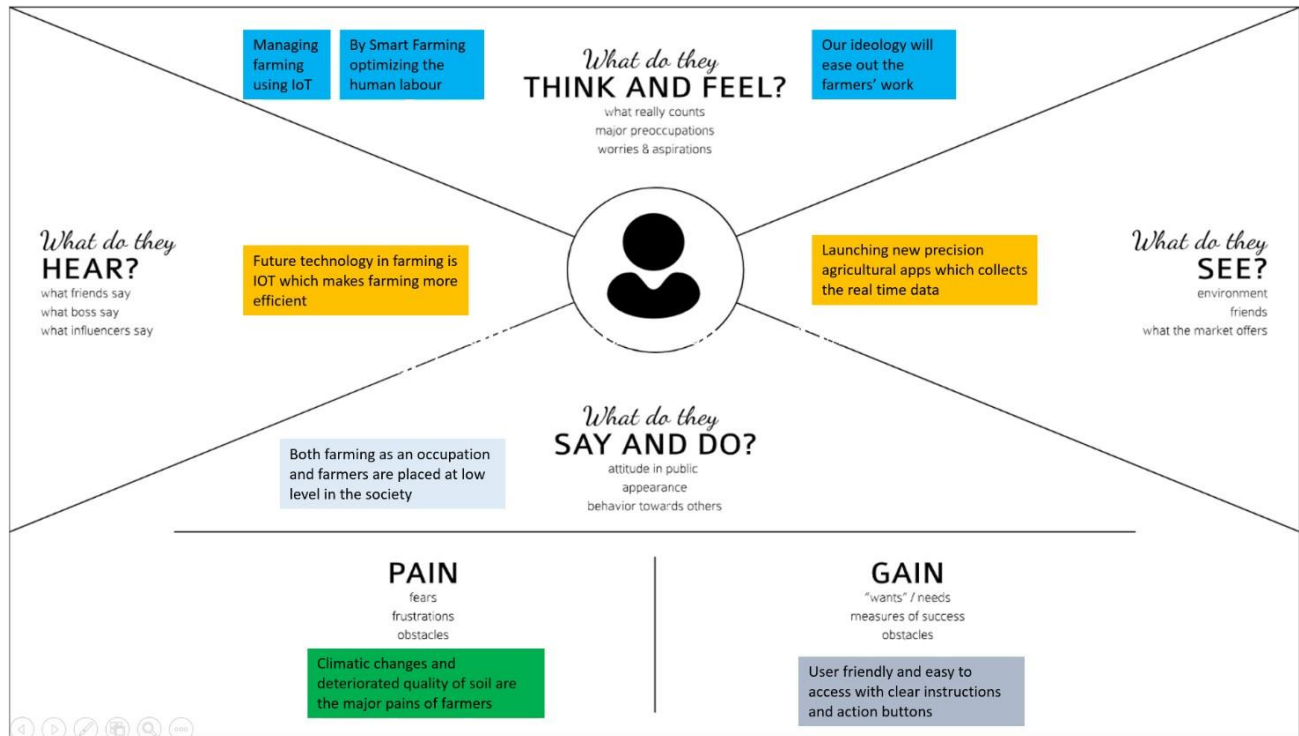 Managing
farming
using IoT
By Smart Farming
optimizing the
human labour
What do they
THINK AND FEEL?
what really counts
major preoccupations
worries & aspirations
Our ideology will
ease out the
farmers' work
What do they
HEAR?
what friends say
what boss say
what influencers say
Future technology in farming is
IOT which makes farming more
efficient
Launching new precision
agricultural apps which collects
the real time data
What do they
SEE?
environment
friends
what the market offers
What do they
SAY AND DO?
attitude in public
appearance
behavior towards others
Both farming as an occupation
and farmers are placed at low
level in the society
PAIN
fears
frustrations
obstacles
Climatic changes and
deteriorated quality of soil are
the major pains of farmers
GAIN
"wants" / needs
measures of success
obstacles
User friendly and easy to
access with clear instructions
and action buttons